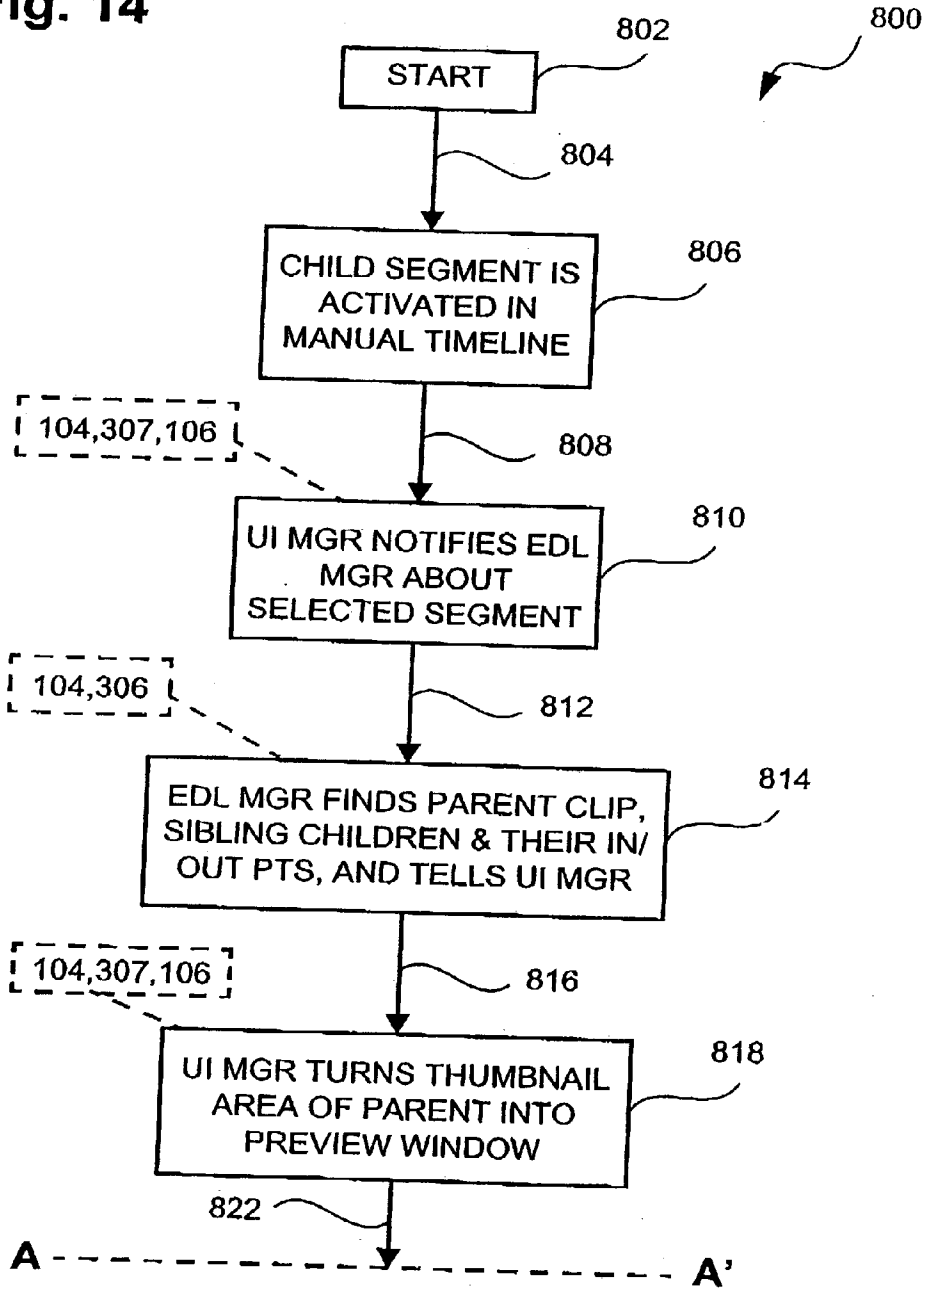 Fig. 14
800
802
START
804
806
CHILD SEGMENT IS
ACTIVATED IN
MANUAL TIMELINE
104,307,106
808
810
UI MGR NOTIFIES EDL
MGR ABOUT
SELECTED SEGMENT
104,306
812
814
EDL MGR FINDS PARENT CLIP,
SIBLING CHILDREN & THEIR IN/
OUT PTS, AND TELLS UI MGR
104,307,106
816
818
UI MGR TURNS THUMBNAIL
AREA OF PARENT INTO
PREVIEW WINDOW
822
A
A'